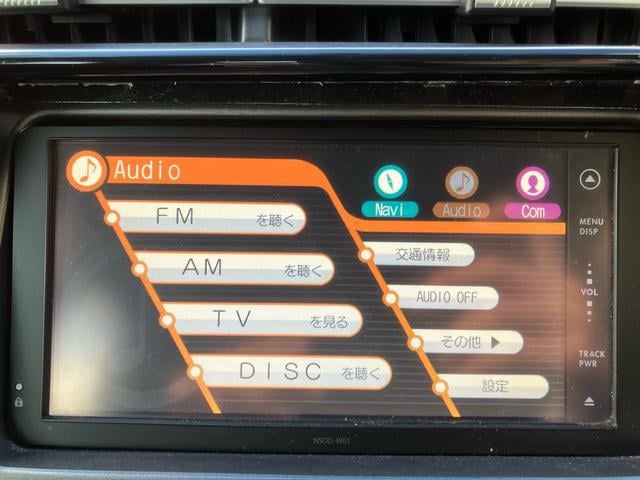 Audio
Navi
Audio
Com
FM を聴く
AM を聴く
TV を見る
DISC を聴く
交通情報
AUDIO OFF
その他 ▶
設定
MENU
DISP
VOL
TRACK
PWR
NSDD-W61